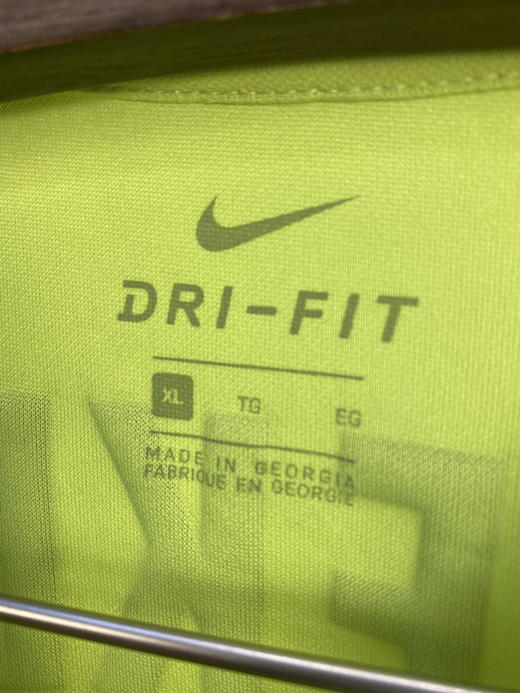 DRI-FIT
XL TG EG
MADE IN GEORGIA
FABRIQUE EN GEORGIE